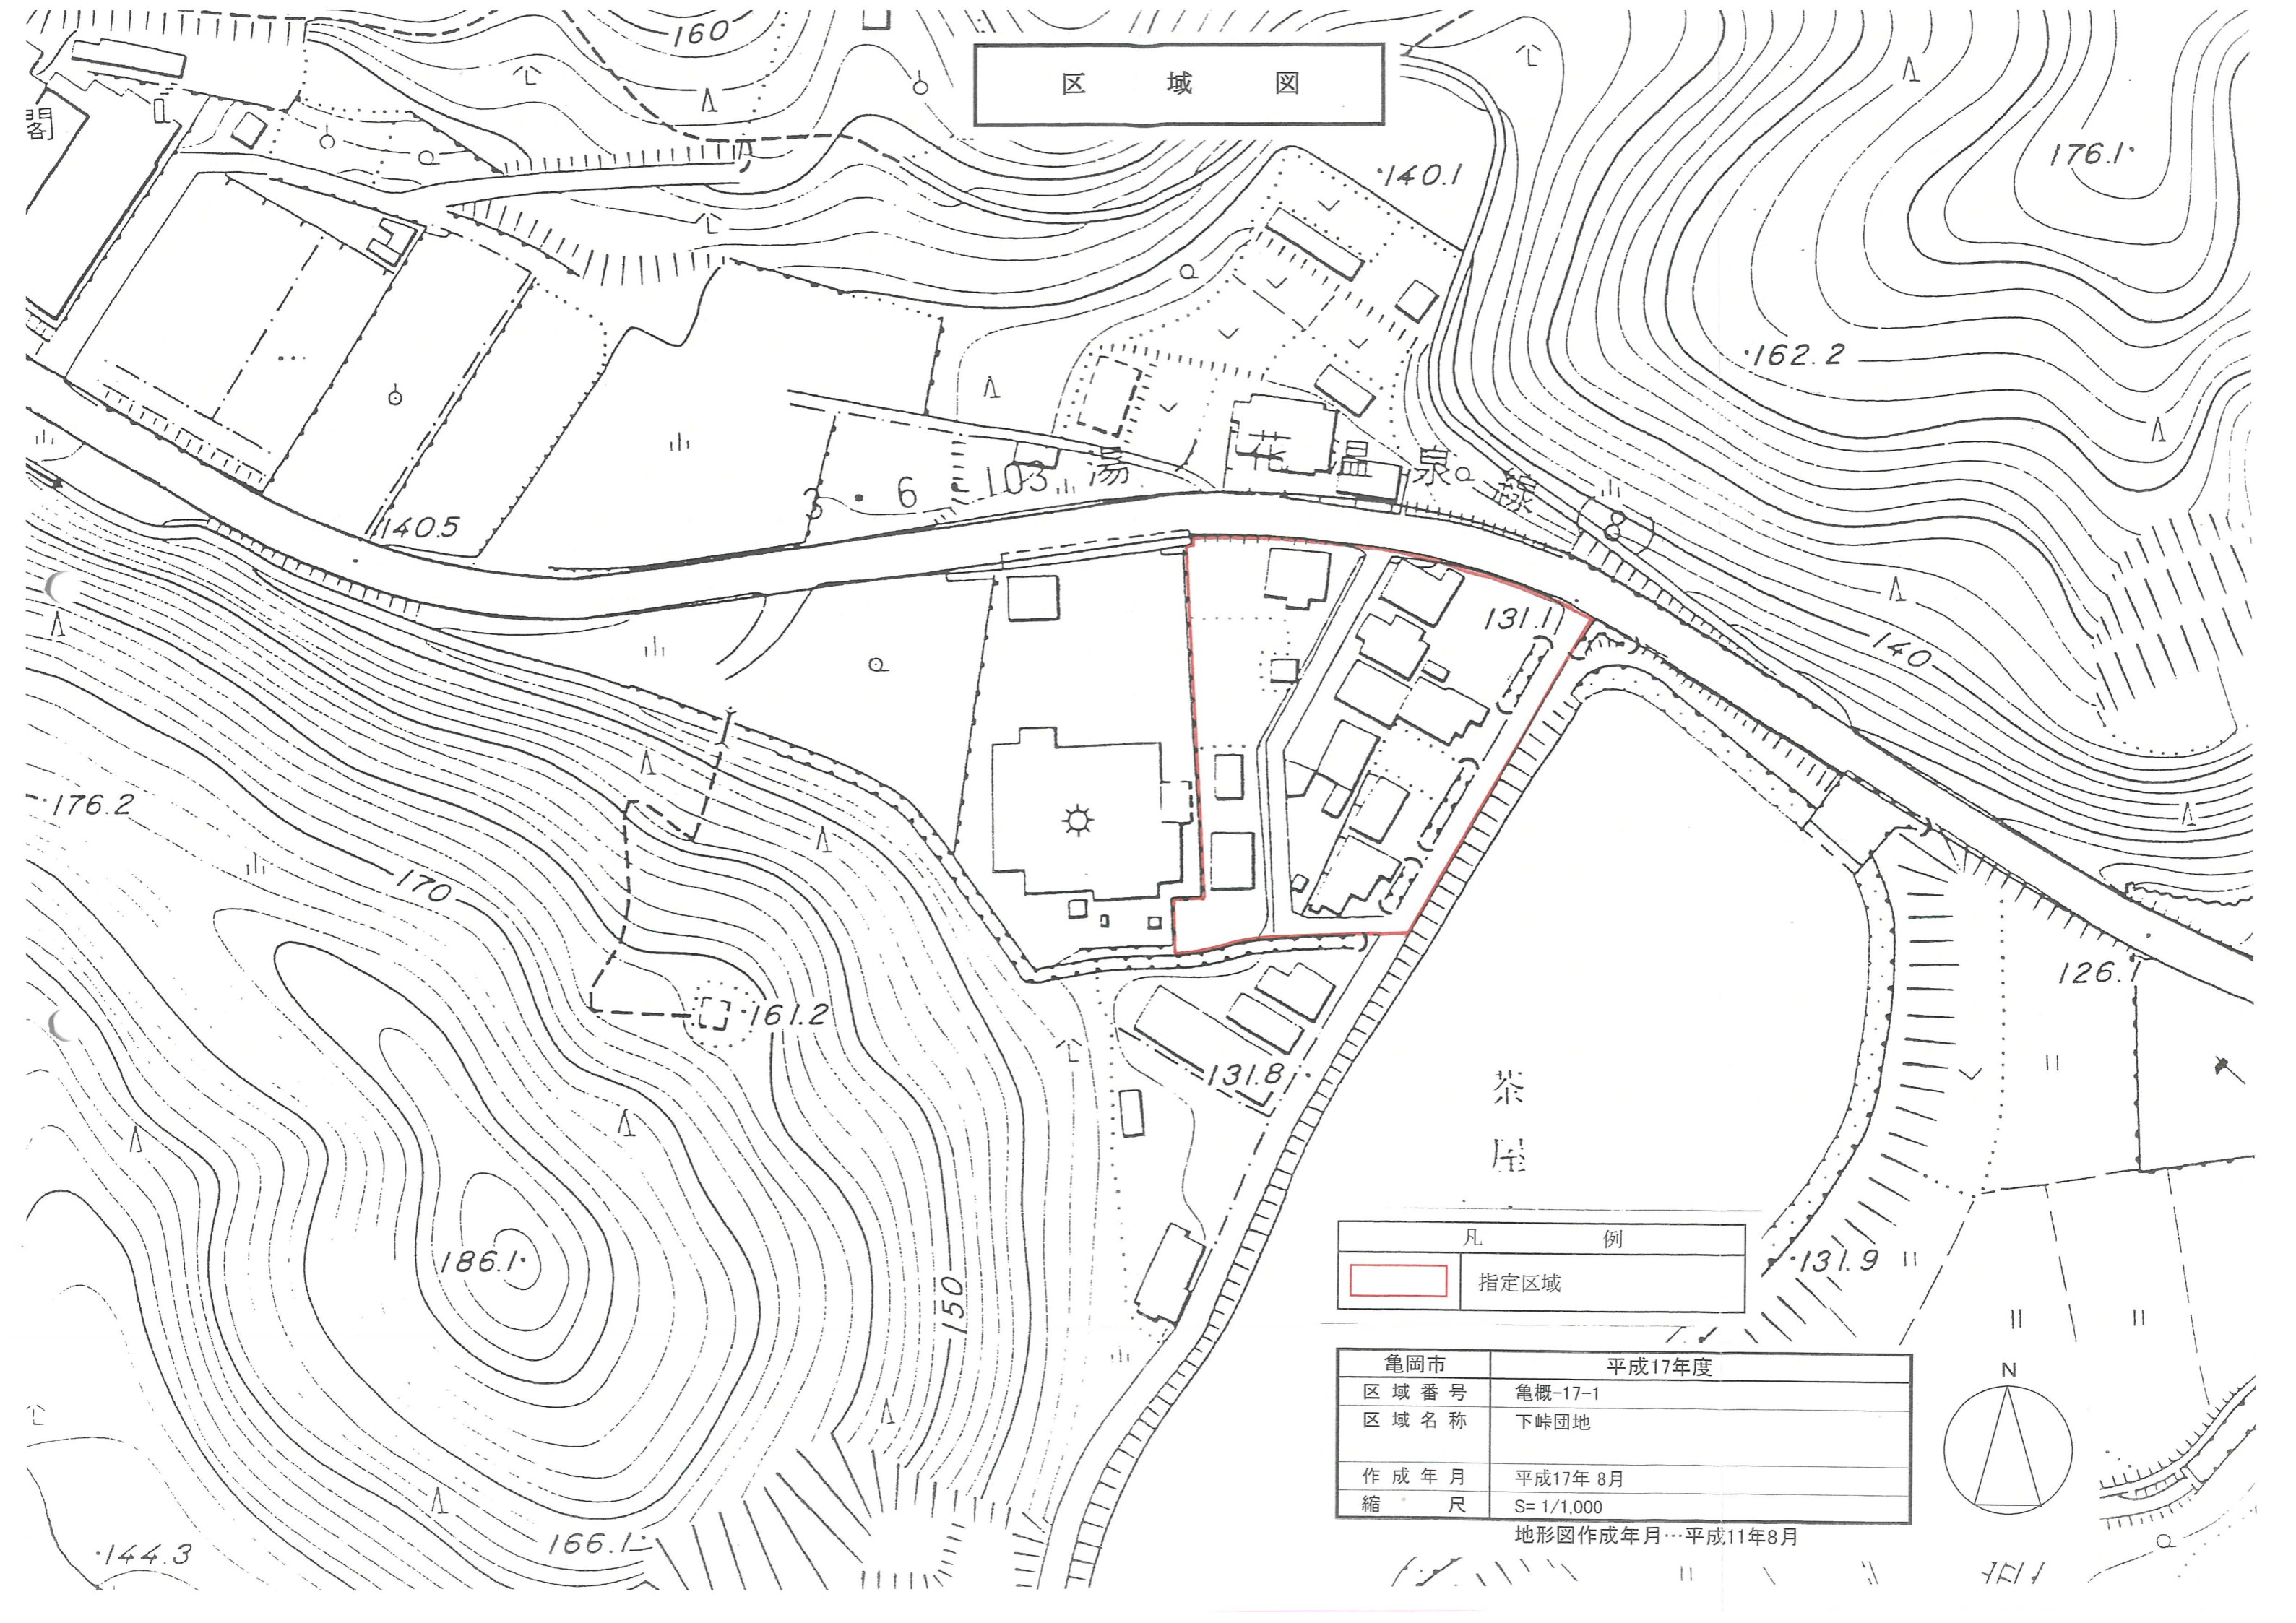 160
区域図
閣
176.1
140.1
162.2
3・6・103 湯の花温泉線
140.5
131.1
140
176.2
170
161.2
126.1
131.8
茶屋
186.1
150
131.9
凡例
指定区域
亀岡市 平成17年度
区域番号 亀概-17-1
区域名称 下峠団地
作成年月 平成17年 8月
縮尺 S= 1/1,000
地形図作成年月…平成11年8月
N
166.1
144.3